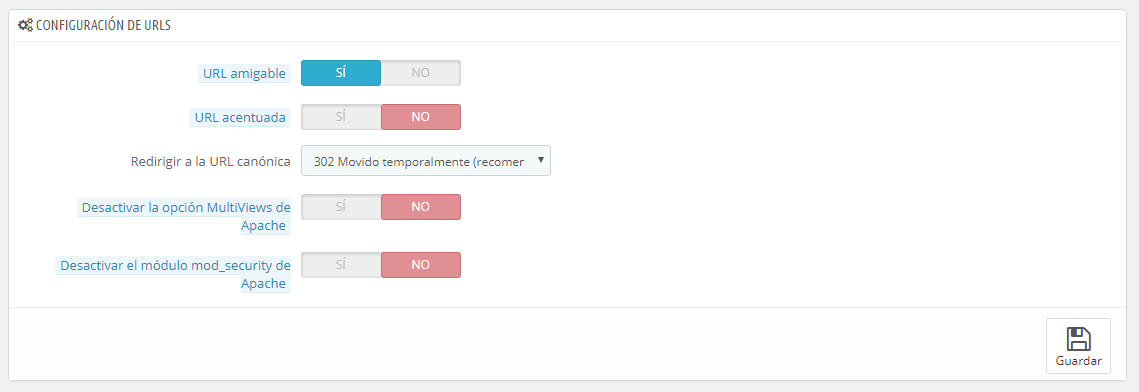 CONFIGURACIÓN DE URLS
URL amigable SÍ NO
URL acentuada SÍ NO
Redirigir a la URL canónica 302 Movido temporalmente (recomer
Desactivar la opción MultiViews de
Apache SÍ NO
Desactivar el módulo mod_security de
Apache SÍ NO
Guardar